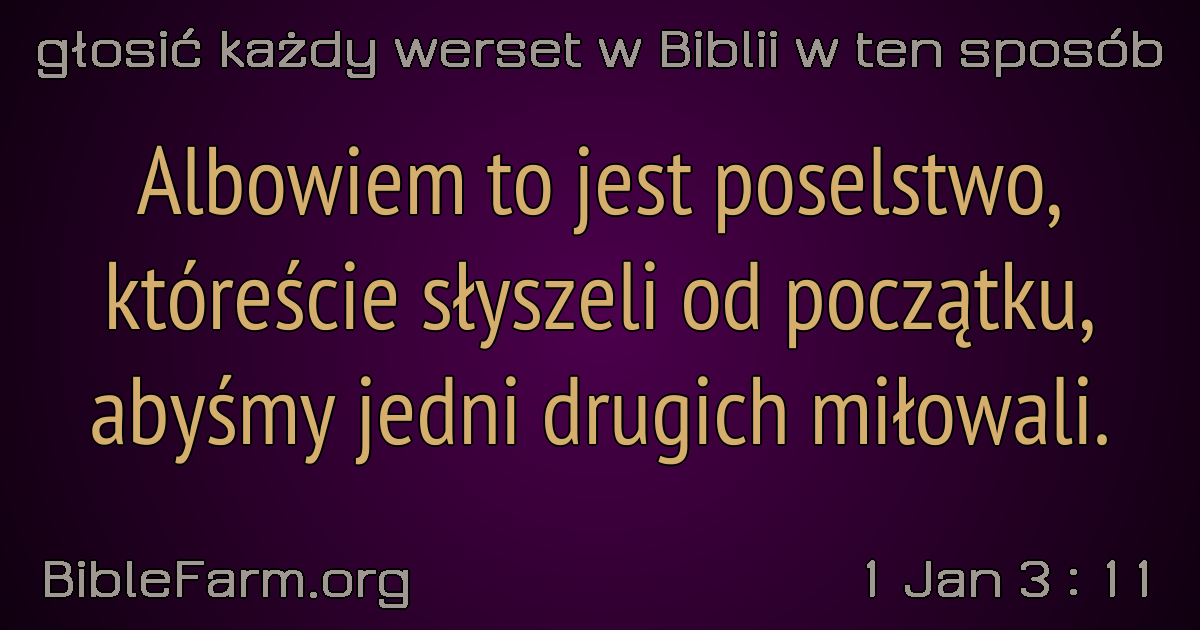 głosić każdy werset w Biblii w ten sposób
Albowiem to jest poselstwo,
któreście słyszeli od początku,
abyśmy jedni drugich miłowali.
BibleFarm.org
1 Jan 3 : 11